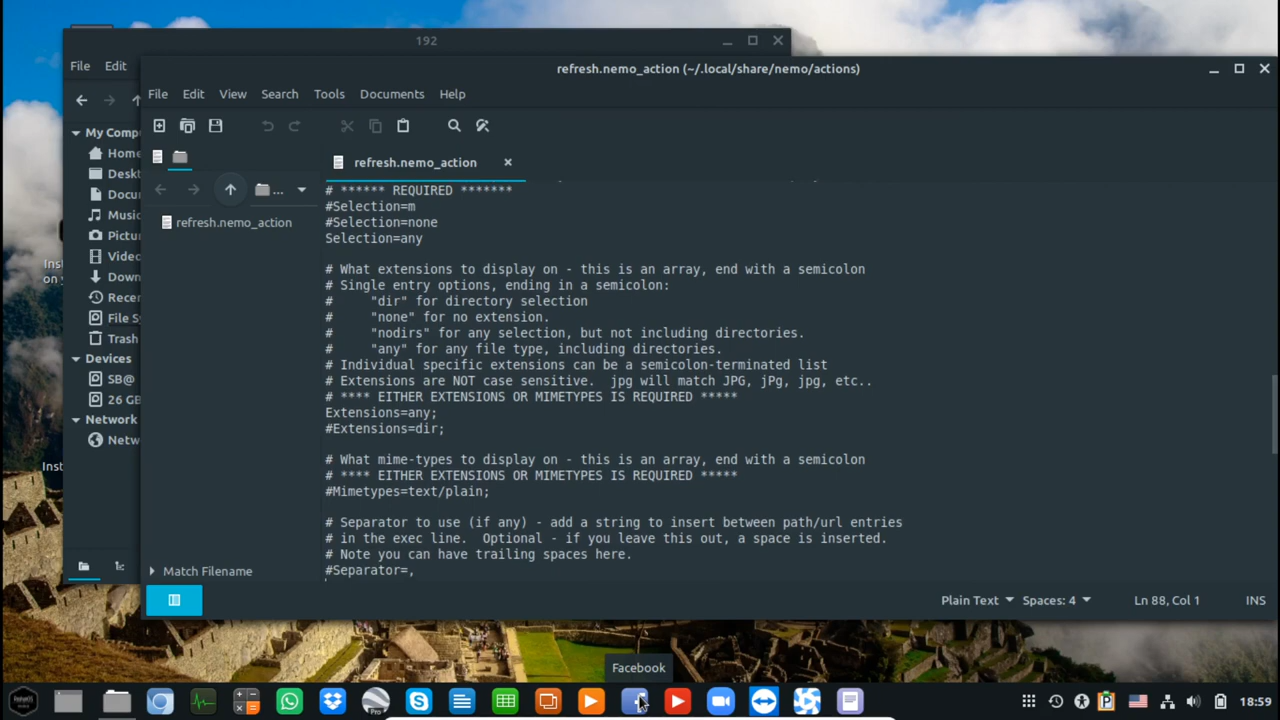 192
File Edit
refresh.nemo_action (~/.local/share/nemo/actions)
File Edit View Search Tools Documents Help
My Comp
Home
Deskt
Docu
Music
Pictur
Video
Down
Recen
File Sy
Trash
Devices
SB@
26 GB
Network
Netw
...
refresh.nemo_action
Match Filename
refresh.nemo_action
# ****** REQUIRED *******
#Selection=m
#Selection=none
Selection=any
# What extensions to display on - this is an array, end with a semicolon
# Single entry options, ending in a semicolon:
#     "dir" for directory selection
#     "none" for no extension.
#     "nodirs" for any selection, but not including directories.
#     "any" for any file type, including directories.
# Individual specific extensions can be a semicolon-terminated list
# Extensions are NOT case sensitive.  jpg will match JPG, jPg, jpg, etc..
# **** EITHER EXTENSIONS OR MIMETYPES IS REQUIRED *****
Extensions=any;
#Extensions=dir;
# What mime-types to display on - this is an array, end with a semicolon
# **** EITHER EXTENSIONS OR MIMETYPES IS REQUIRED *****
#Mimetypes=text/plain;
# Separator to use (if any) - add a string to insert between path/url entries
# in the exec line.  Optional - if you leave this out, a space is inserted.
# Note you can have trailing spaces here.
#Separator=,
Plain Text Spaces: 4 Ln 88, Col 1 INS
Inst
on y
Inst
Facebook
Pro
18:59